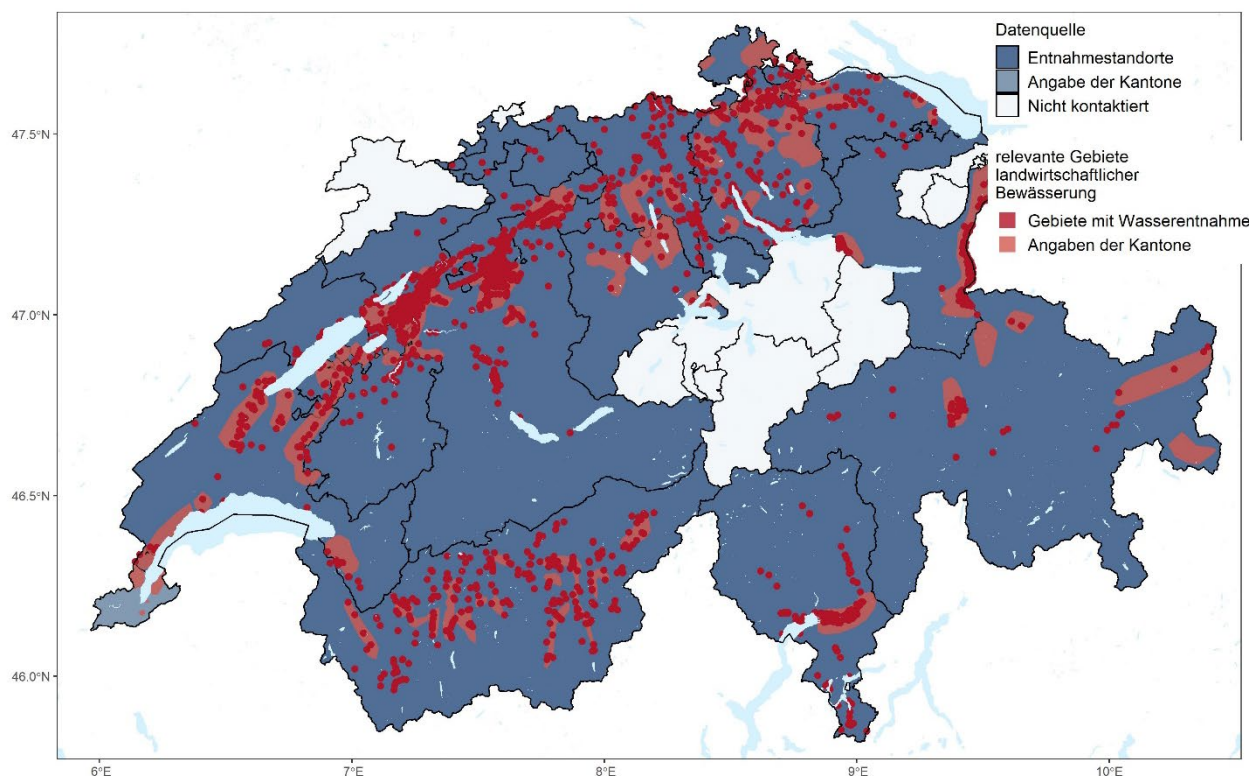 Datenquelle
Entnahmestandorte
Angabe der Kantone
Nicht kontaktiert
relevante Gebiete
landwirtschaftlicher
Bewässerung
Gebiete mit Wasserentnahme
Angaben der Kantone
47.5°N
47.0°N
46.5°N
46.0°N
6°E
7°E
8°E
9°E
10°E